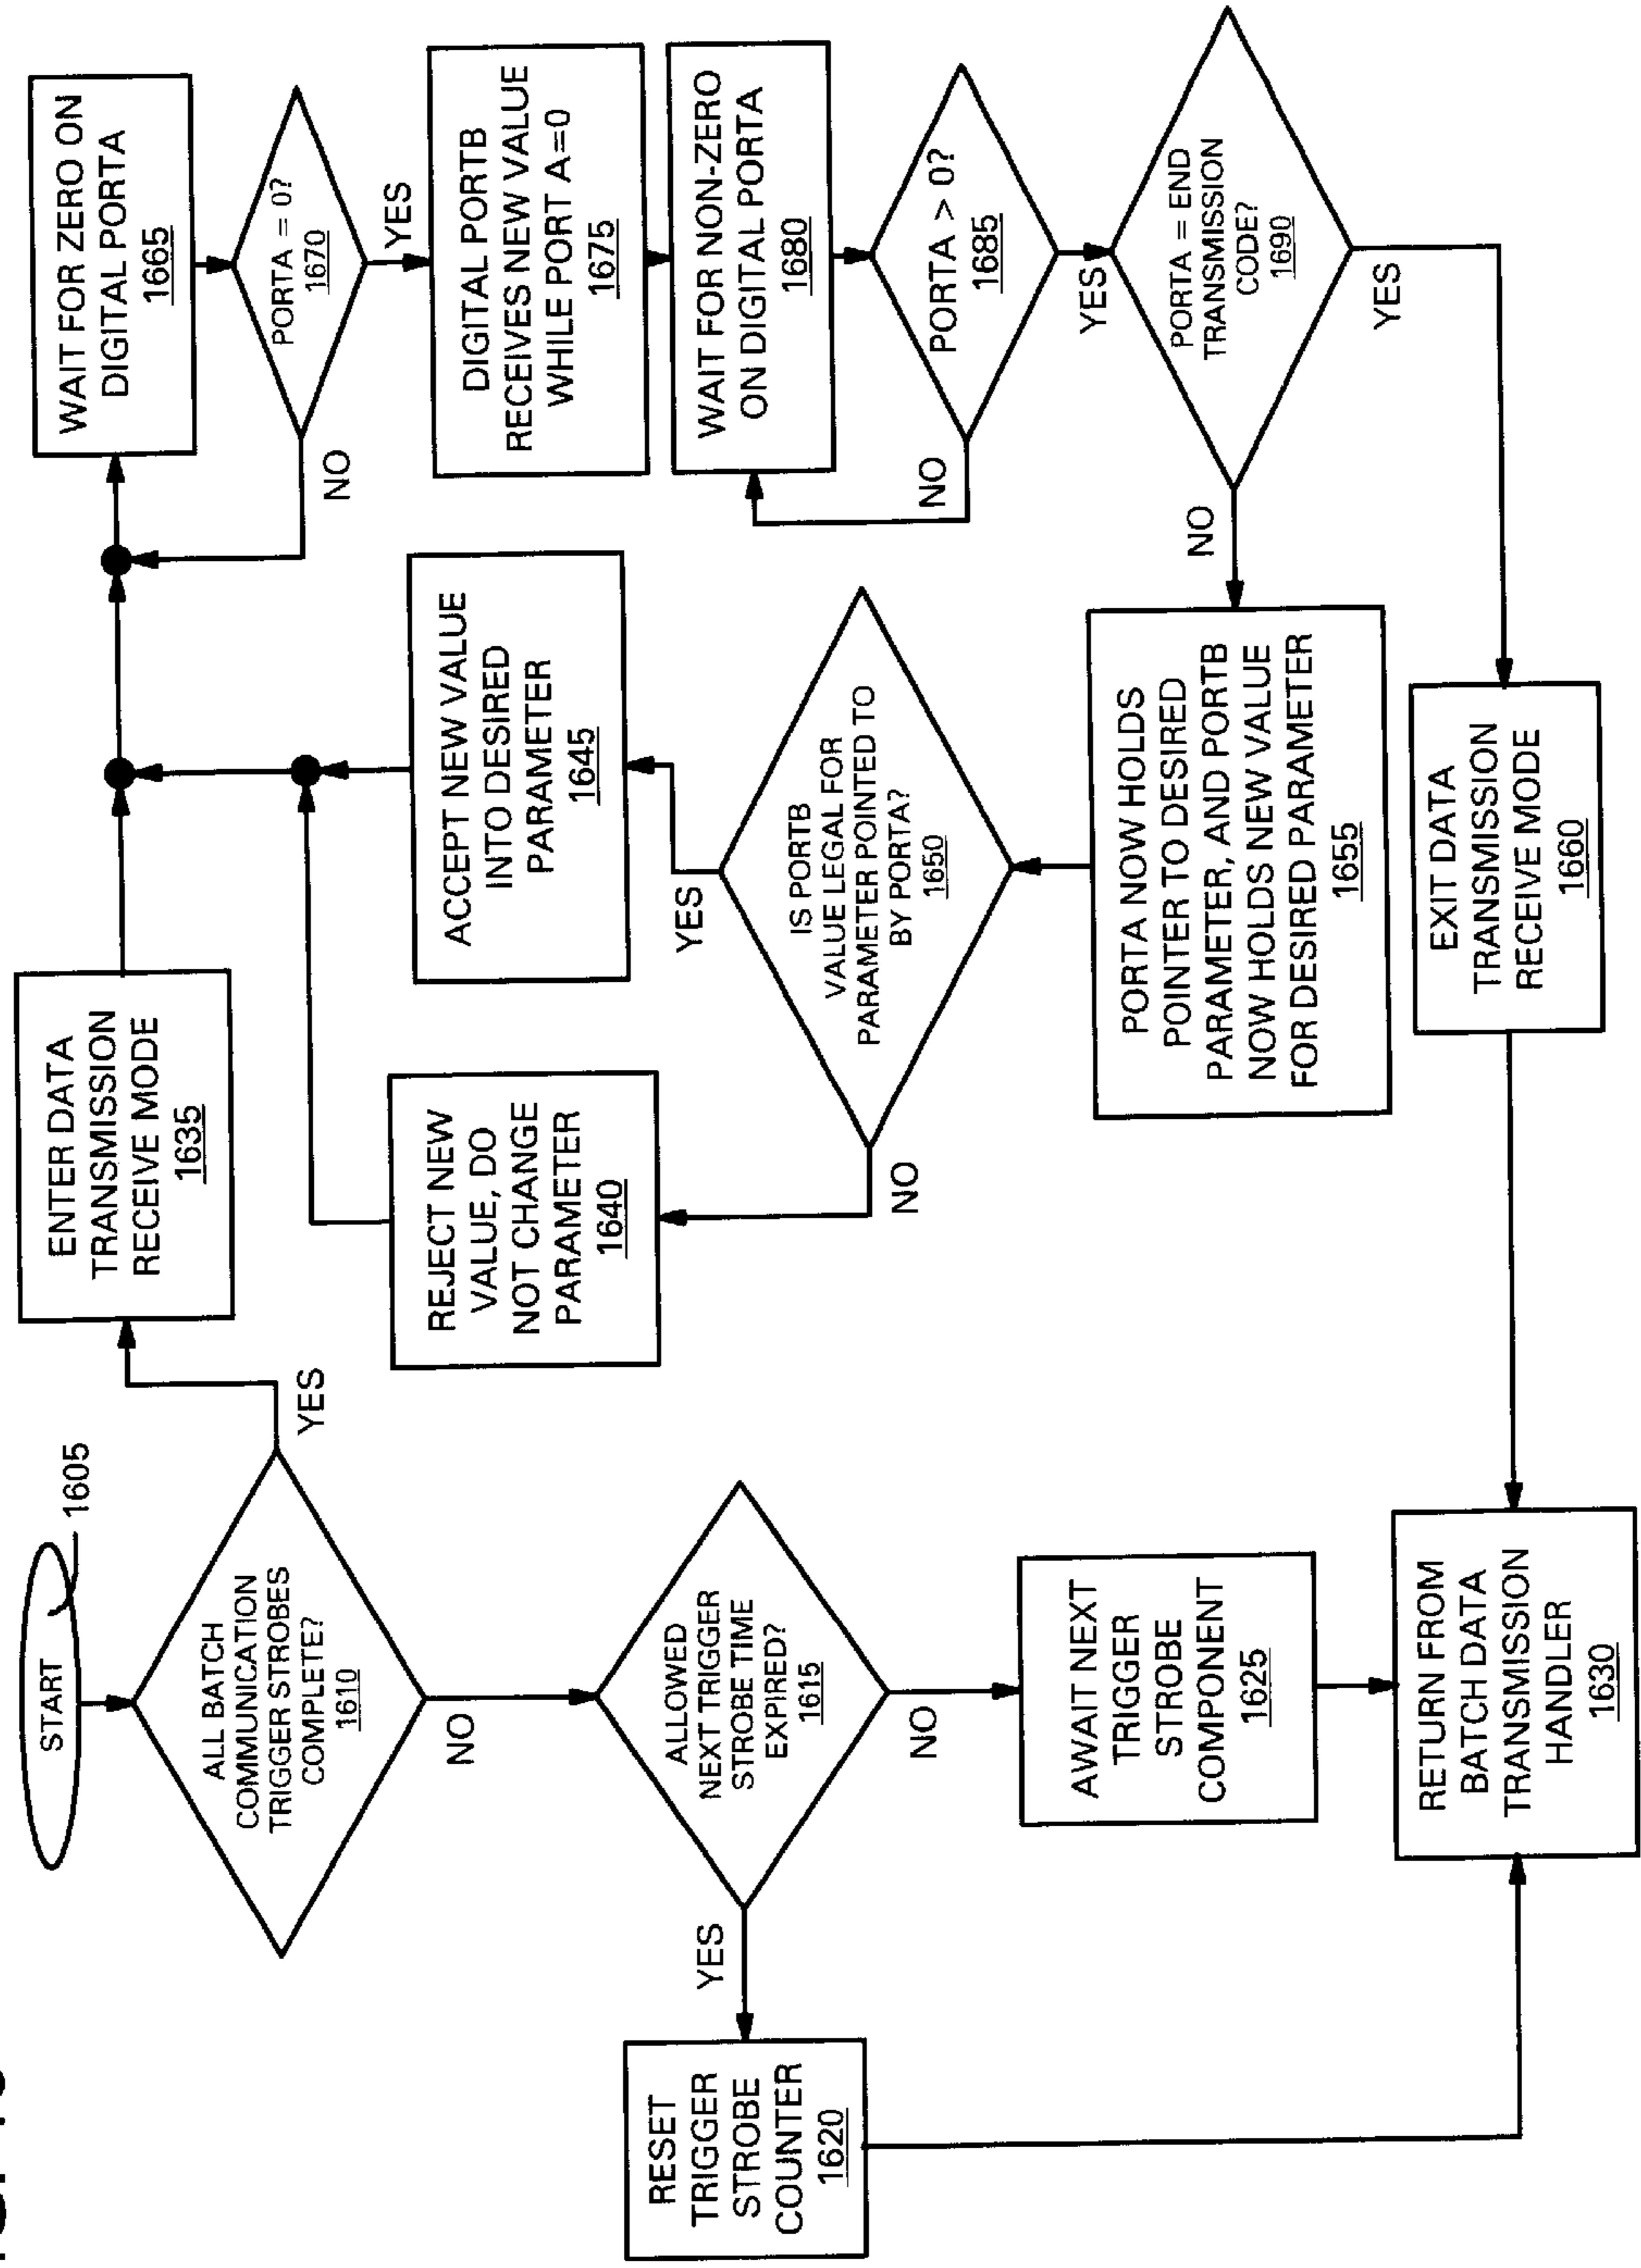 START
1605
ALL BATCH
COMMUNICATION
TRIGGER STROBES
COMPLETE?
1610
YES
NO
ALLOWED
NEXT TRIGGER
STROBE TIME
EXPIRED?
1615
YES
NO
RESET
TRIGGER
STROBE
COUNTER
1620
AWAIT NEXT
TRIGGER
STROBE
COMPONENT
1625
RETURN FROM
BATCH DATA
TRANSMISSION
HANDLER
1630
ENTER DATA
TRANSMISSION
RECEIVE MODE
1635
REJECT NEW
VALUE, DO
NOT CHANGE
PARAMETER
1640
ACCEPT NEW VALUE
INTO DESIRED
PARAMETER
1645
IS PORTB
VALUE LEGAL FOR
PARAMETER POINTED TO
BY PORTA?
1650
YES
NO
PORTA NOW HOLDS
POINTER TO DESIRED
PARAMETER, AND PORTB
NOW HOLDS NEW VALUE
FOR DESIRED PARAMETER
1655
EXIT DATA
TRANSMISSION
RECEIVE MODE
1660
WAIT FOR ZERO ON
DIGITAL PORTA
1665
PORTA = 0?
1670
NO
YES
DIGITAL PORTB
RECEIVES NEW VALUE
WHILE PORT A=0
1675
WAIT FOR NON-ZERO
ON DIGITAL PORTA
1680
PORTA > 0?
1685
NO
YES
PORTA = END
TRANSMISSION
CODE?
1690
NO
YES